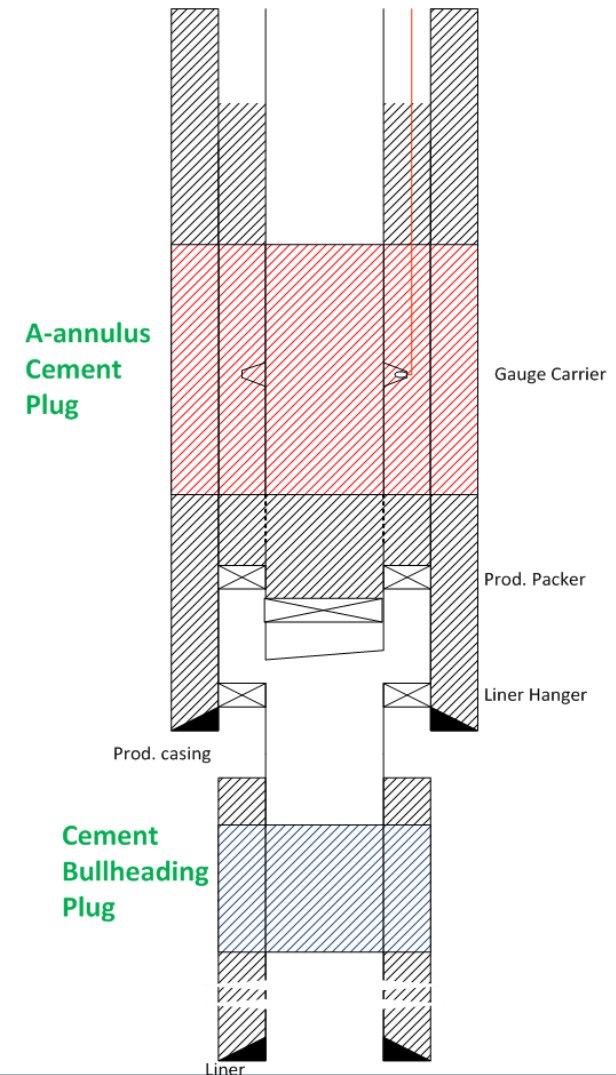 A-annulus
Cement
Plug
Gauge Carrier
Prod. Packer
Liner Hanger
Prod. casing
Cement
Bullheading
Plug
Liner